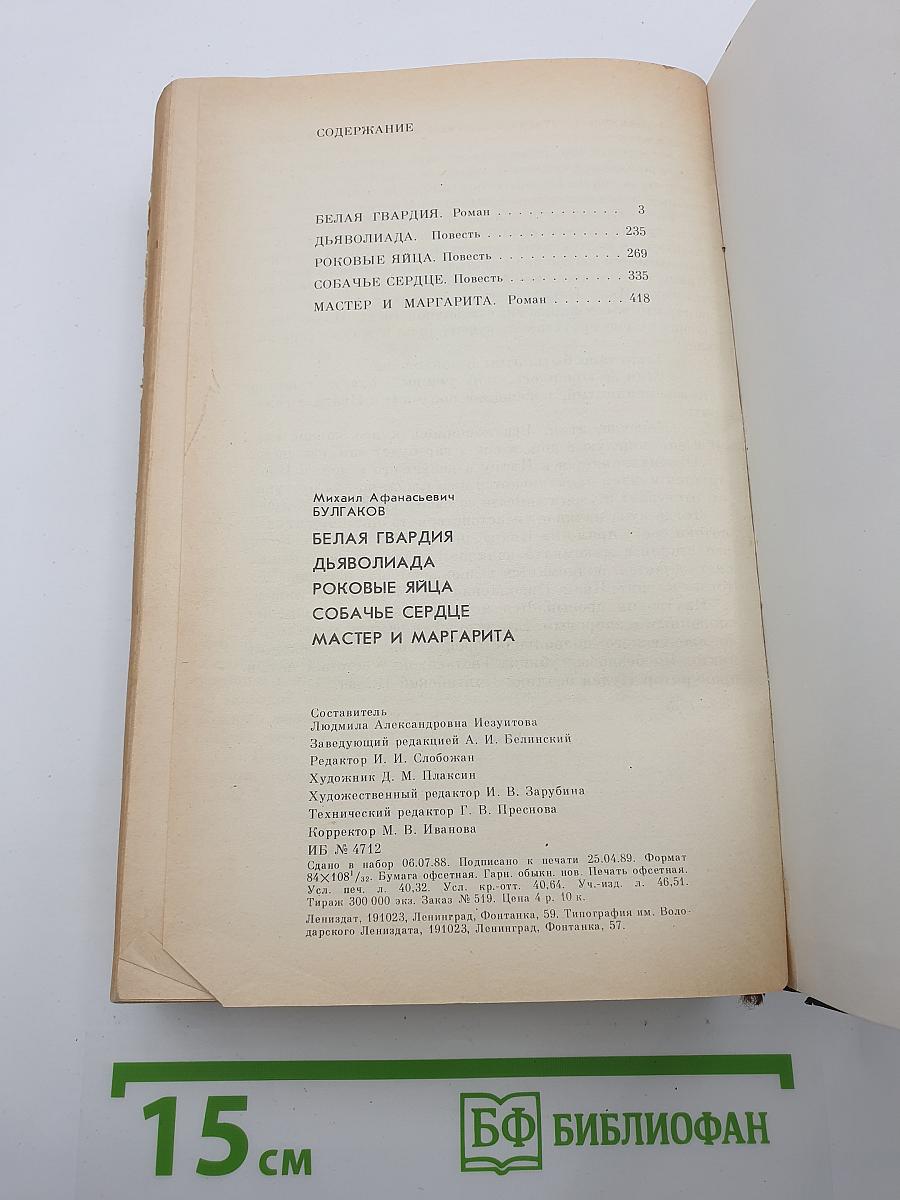 СОДЕРЖАНИЕ
БЕЛАЯ ГВАРДИЯ. Роман . . . . . . . . . . . . 3
ДЬЯВОЛИАДА. Повесть . . . . . . . . . . . . . 235
РОКОВЫЕ ЯЙЦА. Повесть . . . . . . . . . . . . 269
СОБАЧЬЕ СЕРДЦЕ. Повесть . . . . . . . . . . . 335
МАСТЕР И МАРГАРИТА. Роман . . . . . . . 418
Михаил Афанасьевич
БУЛГАКОВ
БЕЛАЯ ГВАРДИЯ
ДЬЯВОЛИАДА
РОКОВЫЕ ЯЙЦА
СОБАЧЬЕ СЕРДЦЕ
МАСТЕР И МАРГАРИТА
Составитель
Людмила Александровна Иезуитова
Заведующий редакцией А. И. Белинский
Редактор И. И. Слобожан
Художник Д. М. Плаксин
Художественный редактор И. В. Зарубина
Технический редактор Г. В. Преснова
Корректор М. В. Иванова
ИБ № 4712
Сдано в набор 06.07.88. Подписано к печати 25.04.89. Формат
84×108¹/₃₂. Бумага офсетная. Гарн. обыкн. нов. Печать офсетная.
Усл. печ. л. 40,32. Усл. кр.-отт. 40,64. Уч.-изд. л. 46,51.
Тираж 300 000 экз. Заказ № 519. Цена 4 р. 10 к.
Лениздат, 191023, Ленинград, Фонтанка, 59. Типография им. Воло-
дарского Лениздата, 191023, Ленинград, Фонтанка, 57.
15 см
БФ БИБЛИОФАН